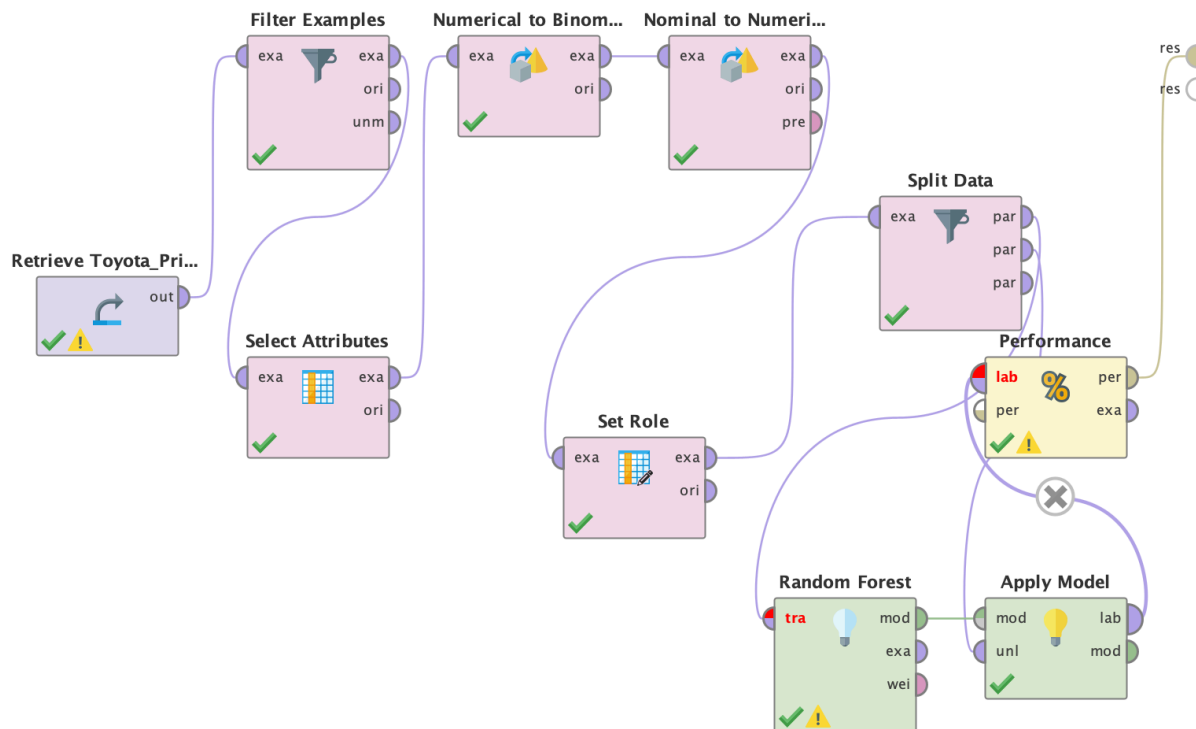 Filter Examples
exa
exa
ori
unm
Numerical to Binom...
exa
exa
ori
Nominal to Numeri...
exa
exa
ori
pre
res
res
Split Data
exa
par
par
par
Retrieve Toyota_Pri...
out
Select Attributes
exa
exa
ori
Performance
lab
per
per
exa
%
Set Role
exa
exa
ori
Random Forest
tra
mod
exa
wei
Apply Model
mod
lab
unl
mod